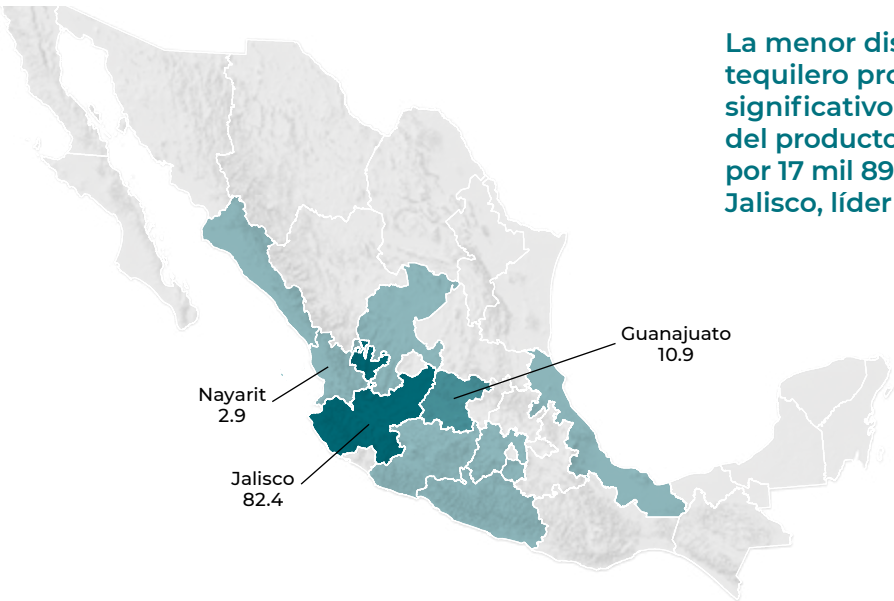 La menor dis
tequilero pro
significativo
del producto
por 17 mil 89
Jalisco, líder
Guanajuato
10.9
Nayarit
2.9
Jalisco
82.4